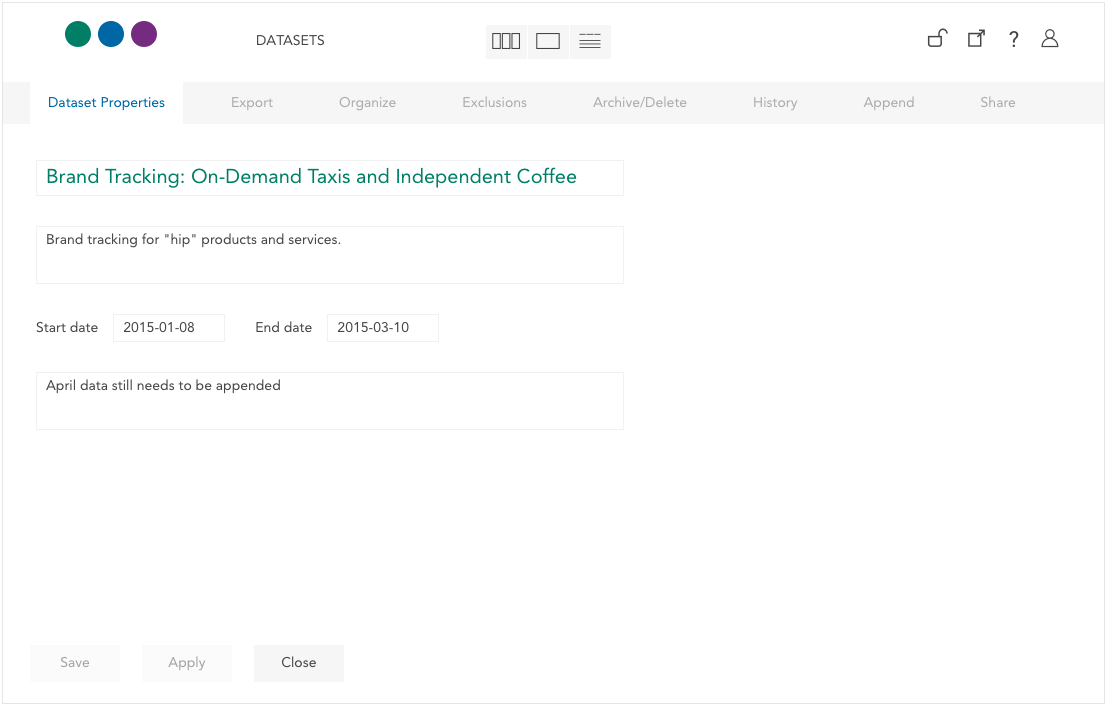 DATASETS
?
Dataset Properties Export Organize Exclusions Archive/Delete History Append Share
Brand Tracking: On-Demand Taxis and Independent Coffee
Brand tracking for "hip" products and services.
Start date 2015-01-08 End date 2015-03-10
April data still needs to be appended
Save Apply Close